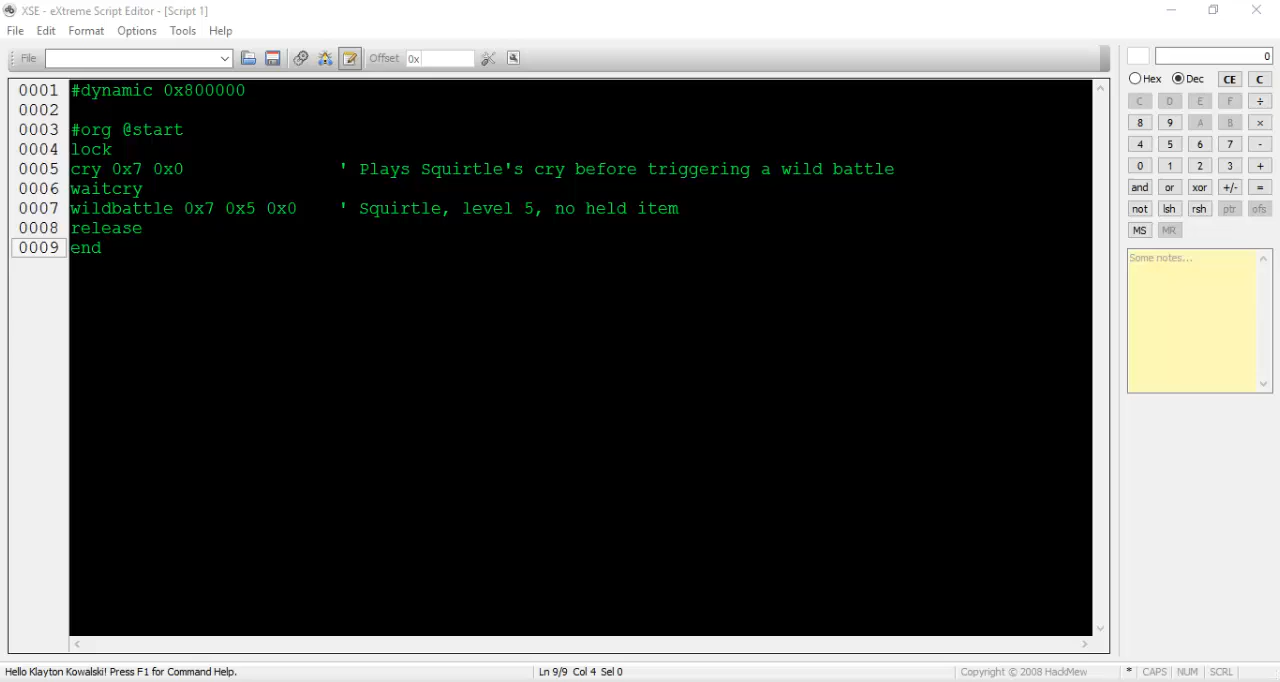 XSE - eXtreme Script Editor - [Script 1]
File Edit Format Options Tools Help
File Offset 0x
0
Hex Dec CE C
C D E F ÷
8 9 A B ×
4 5 6 7 -
0 1 2 3 +
and or xor +/- =
not lsh rsh ptr ofs
MS MR
Some notes...
0001 #dynamic 0x800000
0002
0003 #org @start
0004 lock
0005 cry 0x7 0x0 ' Plays Squirtle's cry before triggering a wild battle
0006 waitcry
0007 wildbattle 0x7 0x5 0x0 ' Squirtle, level 5, no held item
0008 release
0009 end
Hello Klayton Kowalski! Press F1 for Command Help. Ln 9/9 Col 4 Sel 0 Copyright © 2008 HackMew * CAPS NUM SCRL